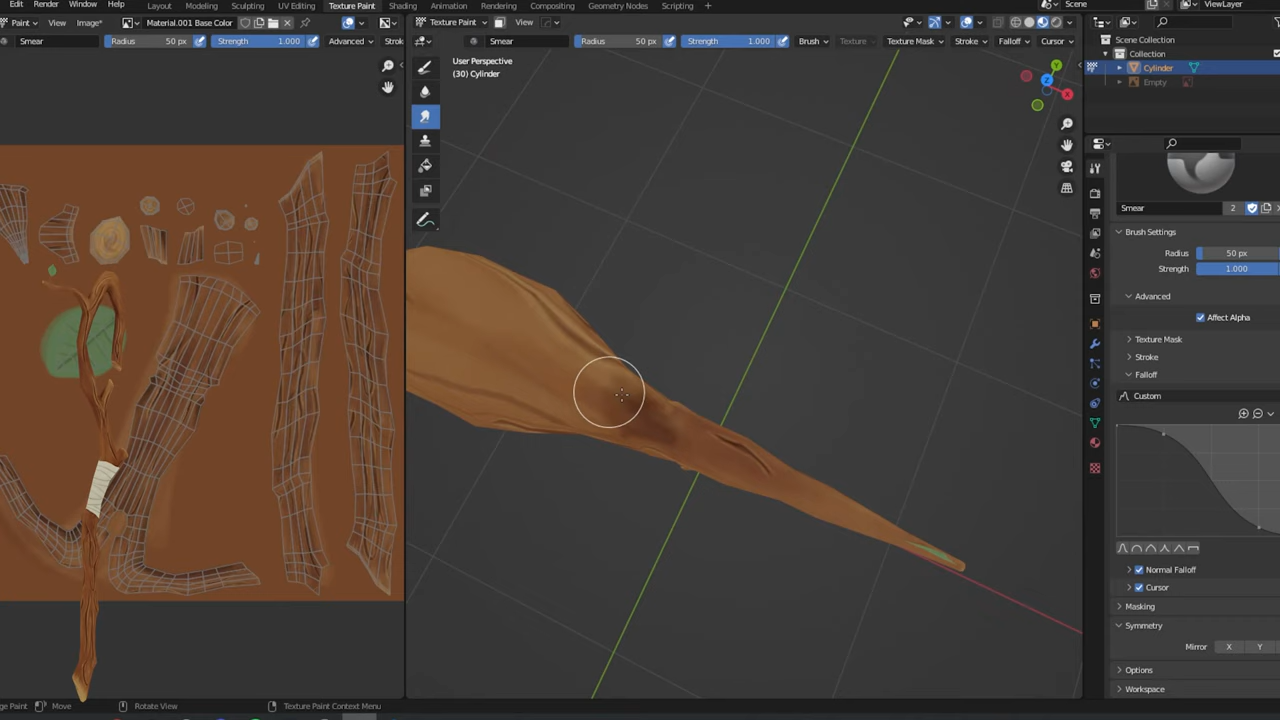 Edit Render Window Help Layout Modeling Sculpting UV Editing Texture Paint Shading Animation Rendering Compositing Geometry Nodes Scripting + Scene ViewLayer
Paint View Image* Material.001 Base Color Texture Paint View
Smear Radius 50 px Strength 1.000 Advanced Smear Radius 50 px Strength 1.000 Brush Texture Texture Mask Stroke Falloff Cursor
Scene Collection
Collection
Cylinder
Empty
User Perspective
(30) Cylinder
Y
Z
X
Smear 2
Brush Settings
Radius 50 px
Strength 1.000
Advanced
Affect Alpha
Texture Mask
Stroke
Falloff
Custom
Normal Falloff
Cursor
Masking
Symmetry
Mirror X Y
Options
Workspace
Move Rotate View Texture Paint Context Menu